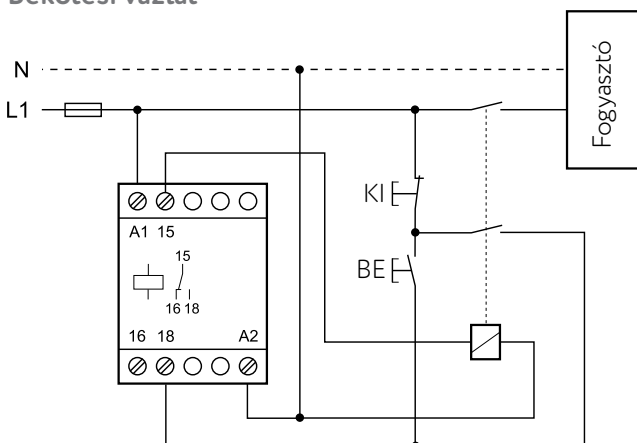 Bekötési vázlat
N
L1
Fogyasztó
KI
BE
A1 15
15
16 18
16 18 A2